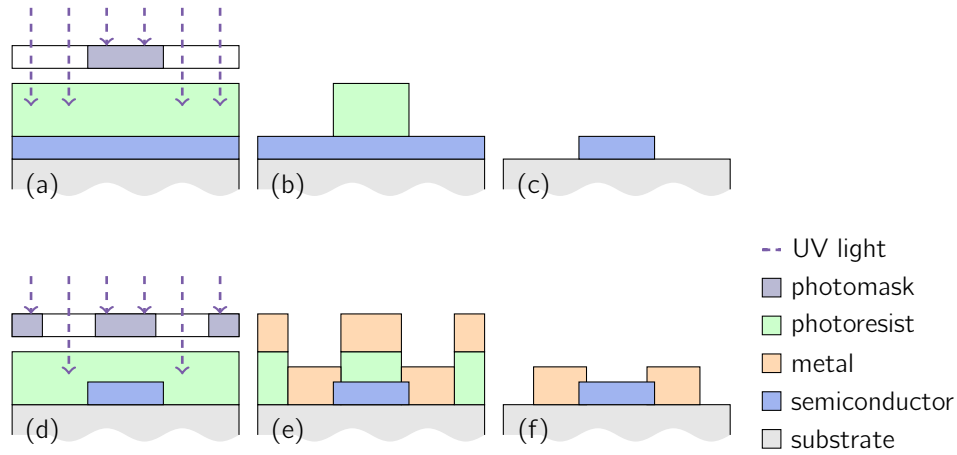 (a)
(b)
(c)
UV light
photomask
photoresist
metal
semiconductor
substrate
(d)
(e)
(f)